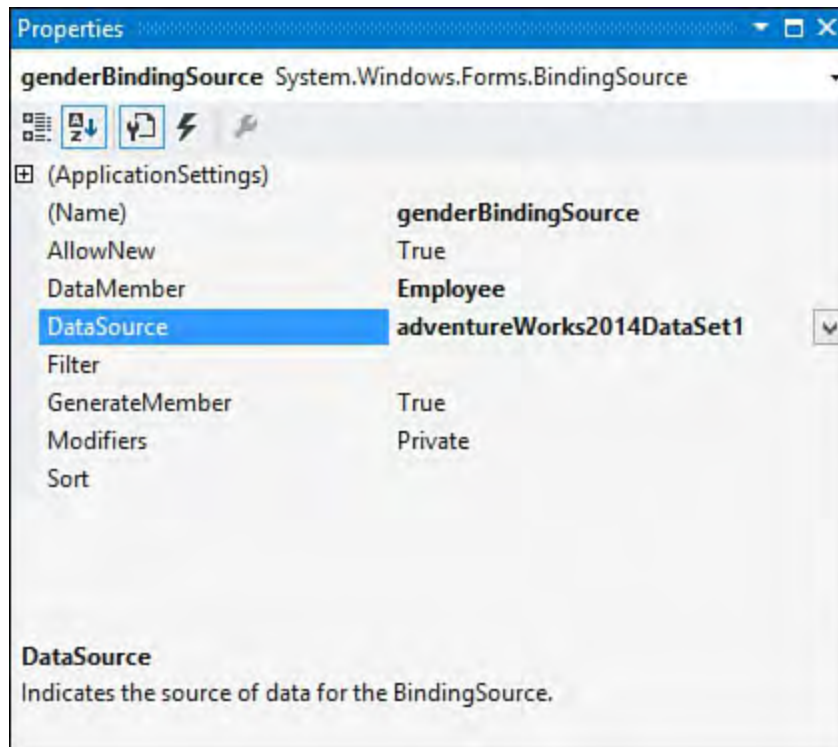 Properties
genderBindingSource System.Windows.Forms.BindingSource
(ApplicationSettings)
(Name) genderBindingSource
AllowNew True
DataMember Employee
DataSource adventureWorks2014DataSet1
Filter
GenerateMember True
Modifiers Private
Sort
DataSource
Indicates the source of data for the BindingSource.